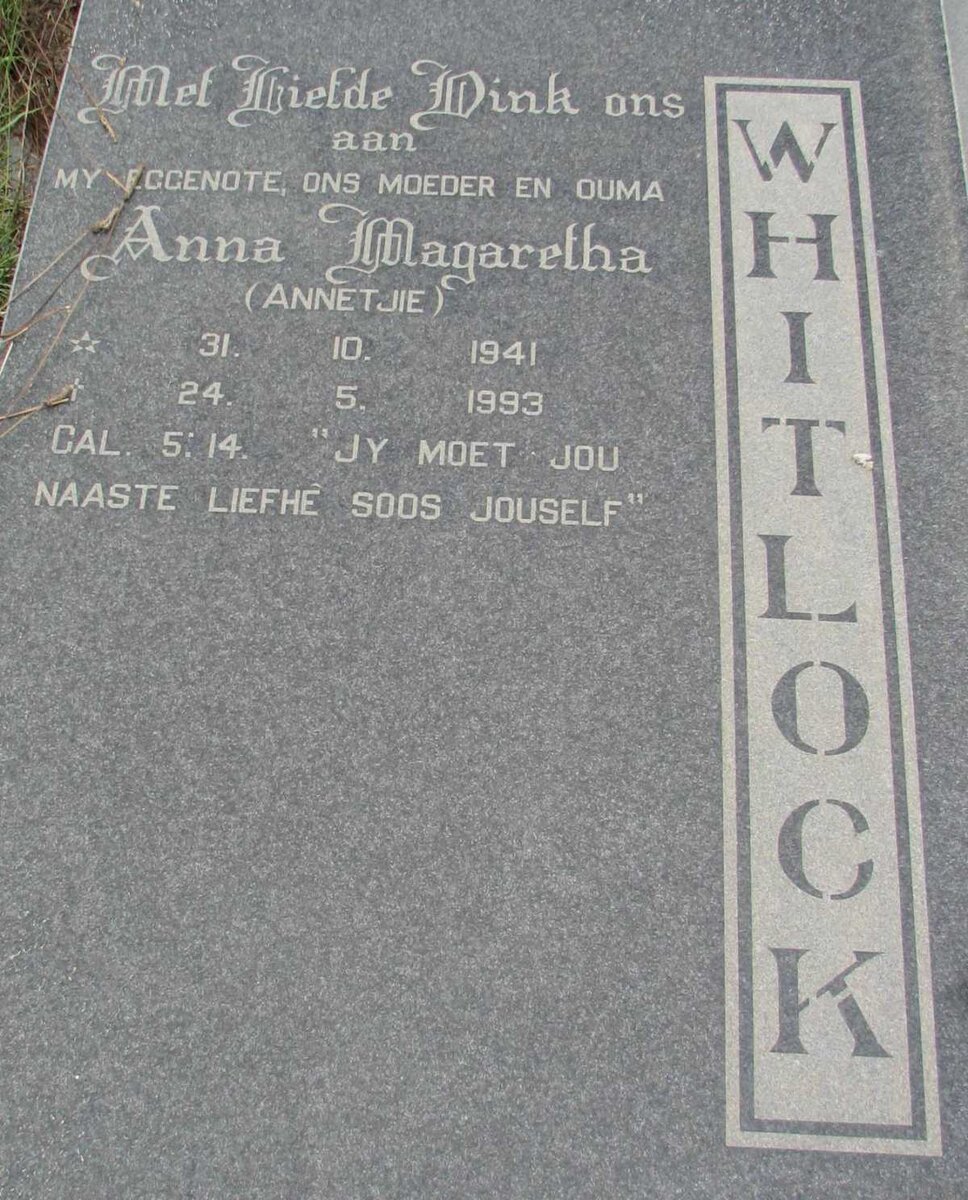 Met Liefde Dink ons
aan
MY EGGENOTE, ONS MOEDER EN OUMA
Anna Magaretha
(ANNETJIE)
☆ 31. 10. 1941
† 24. 5. 1993
GAL. 5:14. "JY MOET JOU
NAASTE LIEFHÊ SOOS JOUSELF"
WHITLOCK